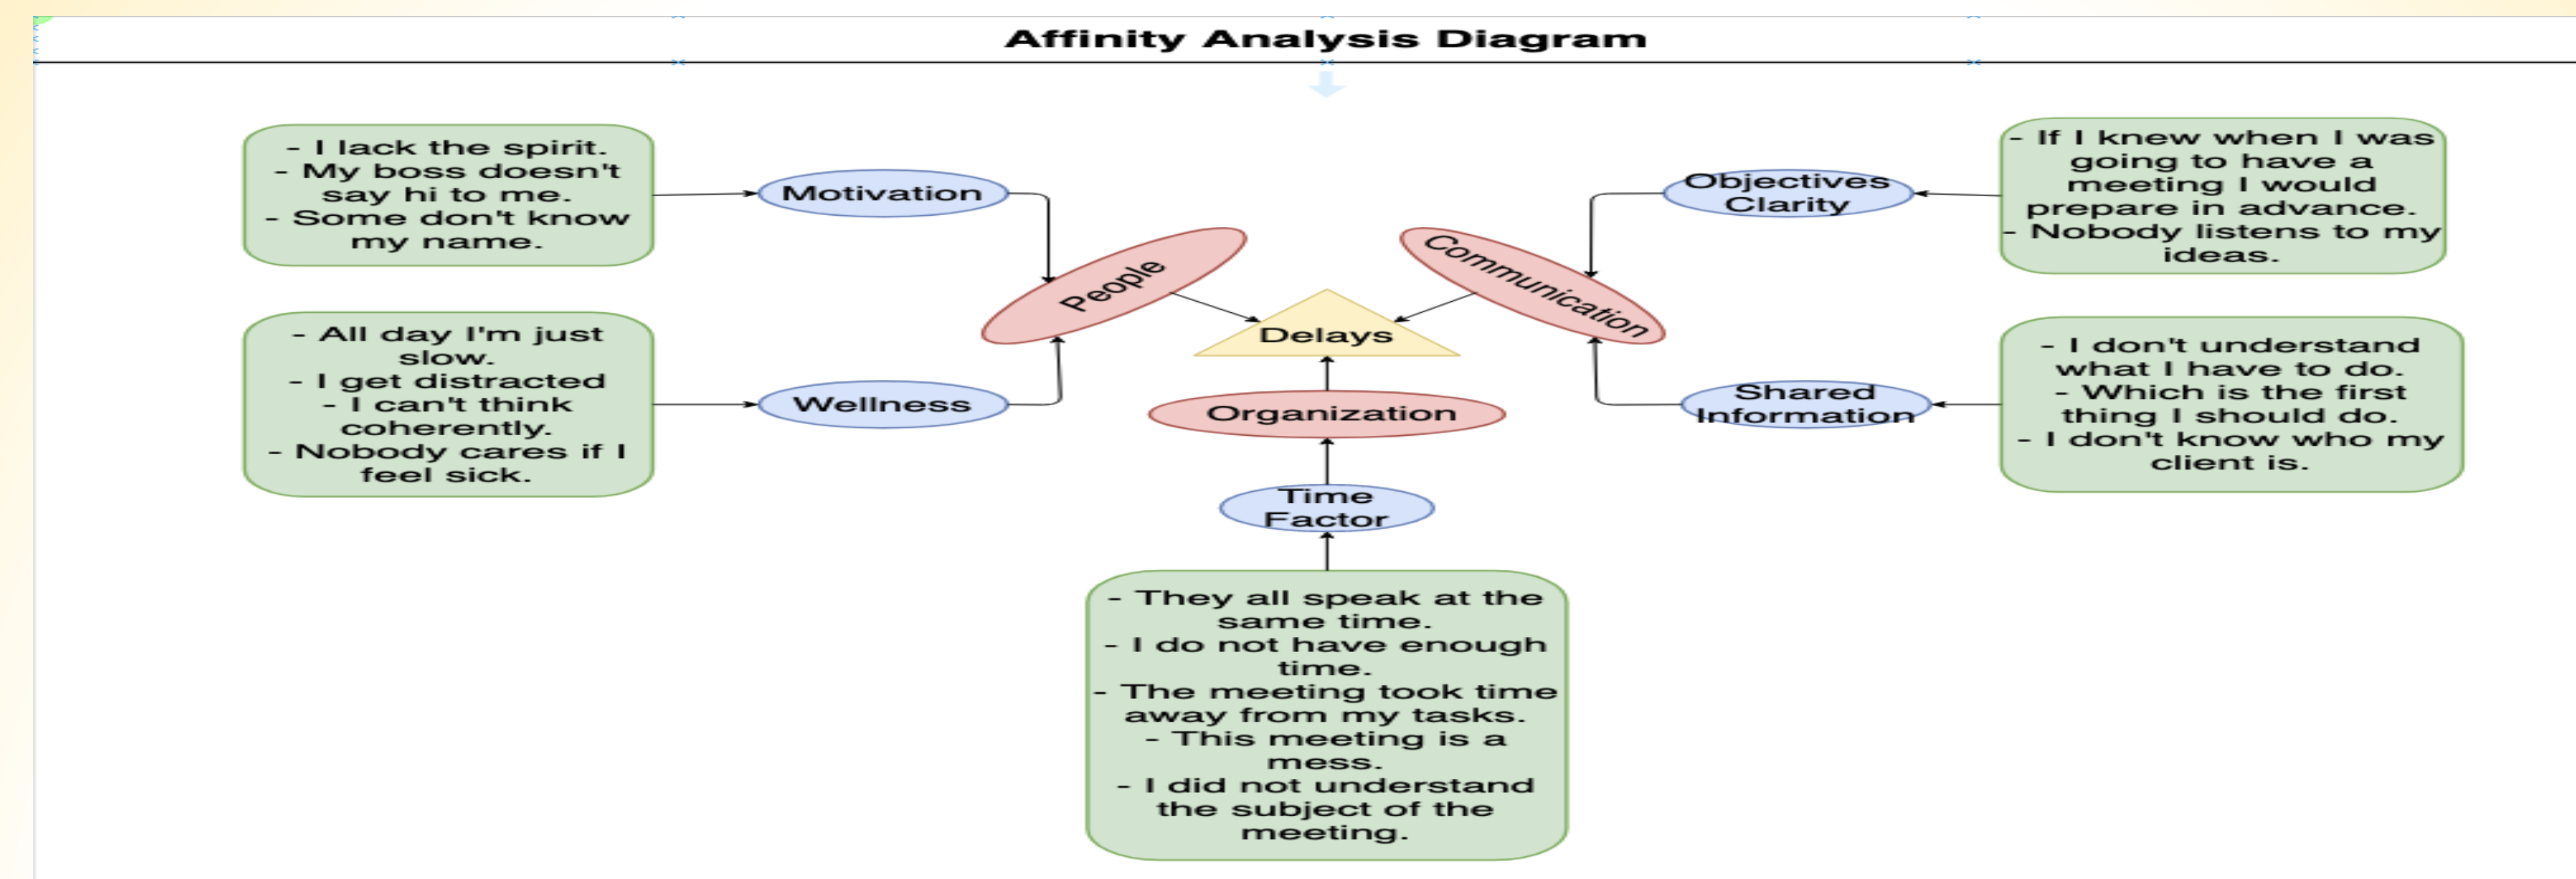 Affinity Analysis Diagram
- I lack the spirit.
- My boss doesn't
say hi to me.
- Some don't know
my name.
Motivation
Objectives
Clarity
- If I knew when I was
going to have a
meeting I would
prepare in advance.
- Nobody listens to my
ideas.
People
Communication
Delays
- All day I'm just
slow.
- I get distracted
- I can't think
coherently.
- Nobody cares if I
feel sick.
Wellness
Organization
Shared
Information
- I don't understand
what I have to do.
- Which is the first
thing I should do.
- I don't know who my
client is.
Time
Factor
- They all speak at the
same time.
- I do not have enough
time.
- The meeting took time
away from my tasks.
- This meeting is a
mess.
- I did not understand
the subject of the
meeting.